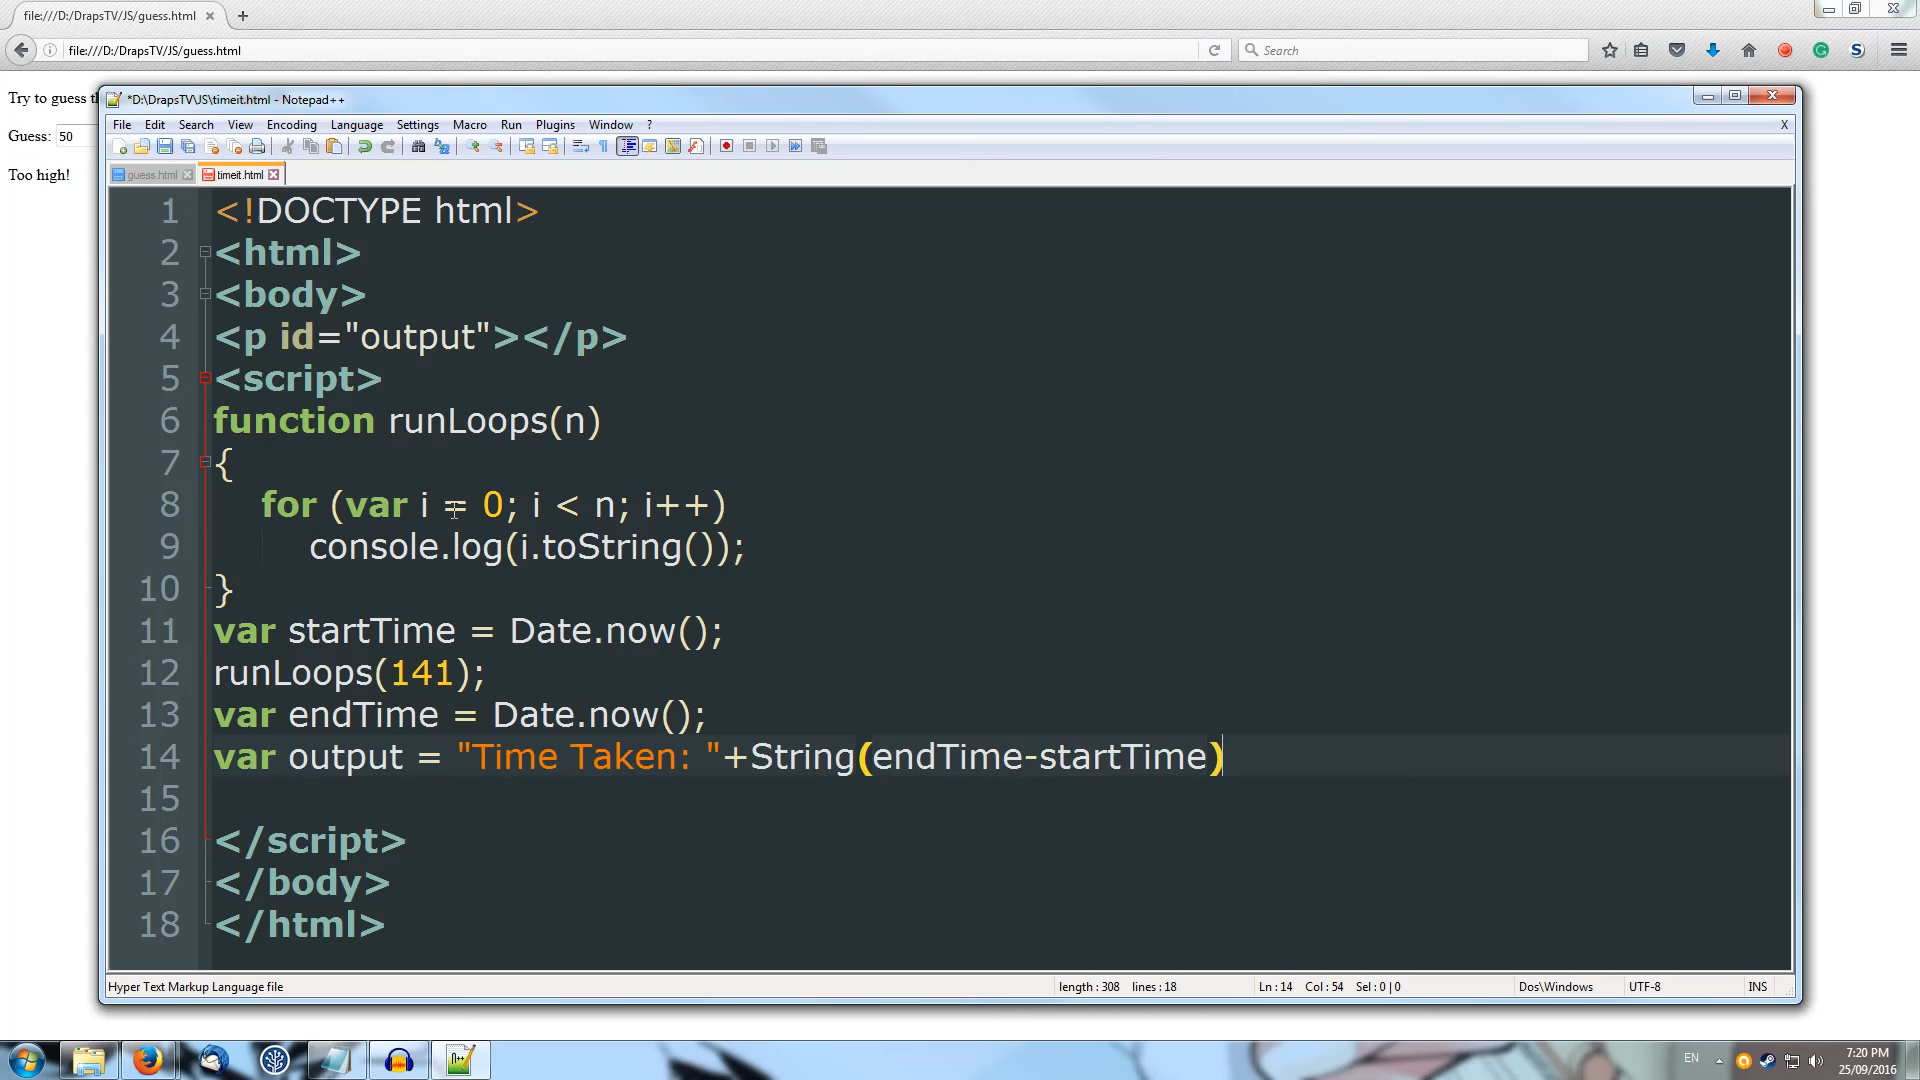 file:///D:/DrapsTV/JS/guess.html
file:///D:/DrapsTV/JS/guess.html
Search
Try to guess th
Guess: 50
Too high!
*D:\DrapsTV\JS\timeit.html - Notepad++
File Edit Search View Encoding Language Settings Macro Run Plugins Window ? X
guess.html timeit.html
1 <!DOCTYPE html>
2 <html>
3 <body>
4 <p id="output"></p>
5 <script>
6 function runLoops(n)
7 {
8 for (var i = 0; i < n; i++)
9 console.log(i.toString());
10 }
11 var startTime = Date.now();
12 runLoops(141);
13 var endTime = Date.now();
14 var output = "Time Taken: "+String(endTime-startTime)
15
16 </script>
17 </body>
18 </html>
Hyper Text Markup Language file length : 308 lines : 18 Ln : 14 Col : 54 Sel : 0 | 0 Dos\Windows UTF-8 INS
EN 7:20 PM
25/09/2016